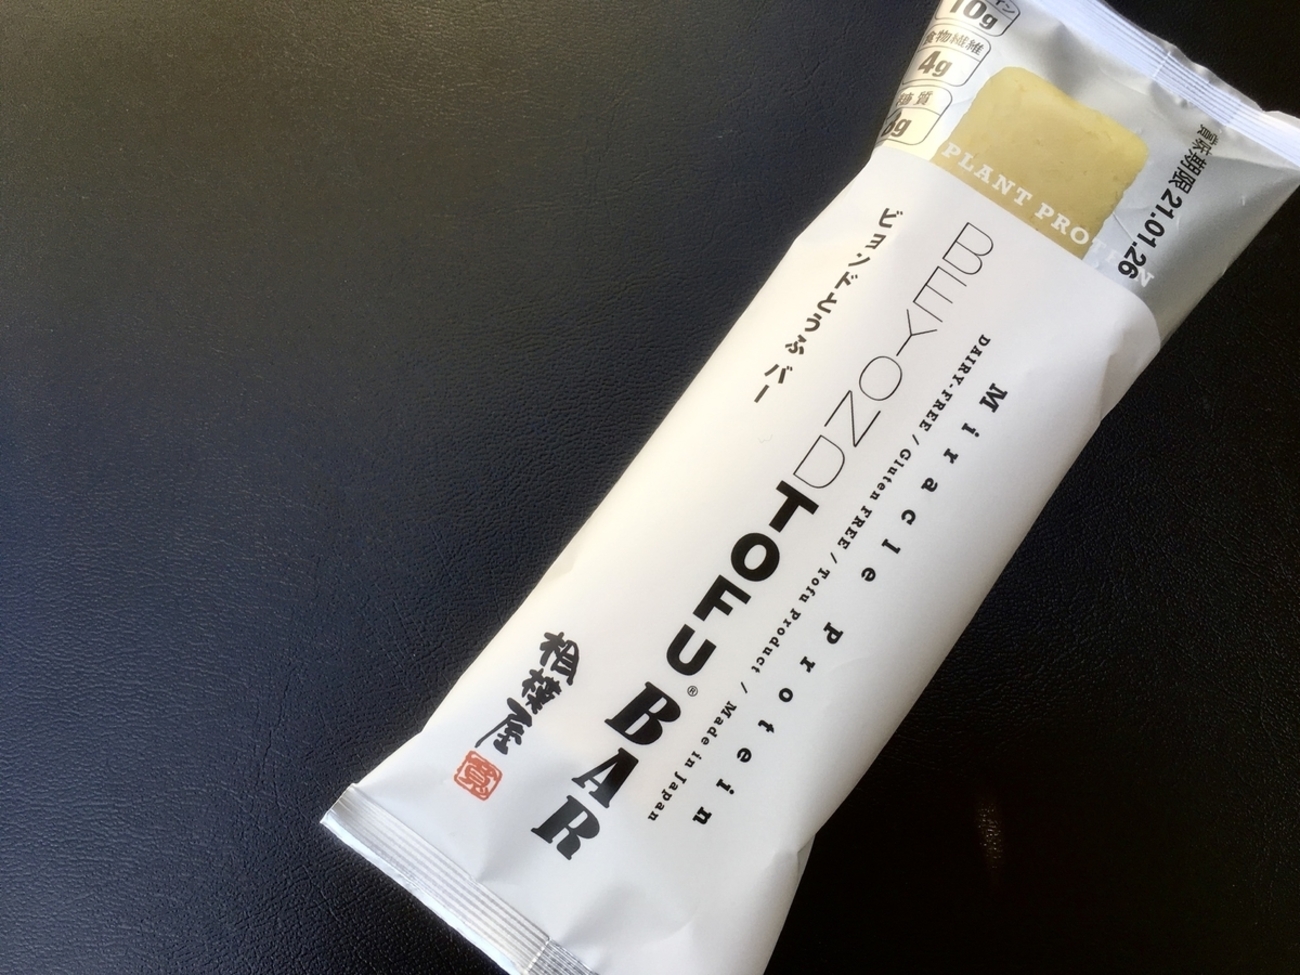 10g
食物繊維
4g
糖質
PLANT PROTEIN
賞味期限 21.01.26
ビヨンドとうふ バー
BEYOND TOFU® BAR
DAIRY-FREE / Gluten FREE / Tofu Product / Made in Japan
Miracle Protein
相模屋